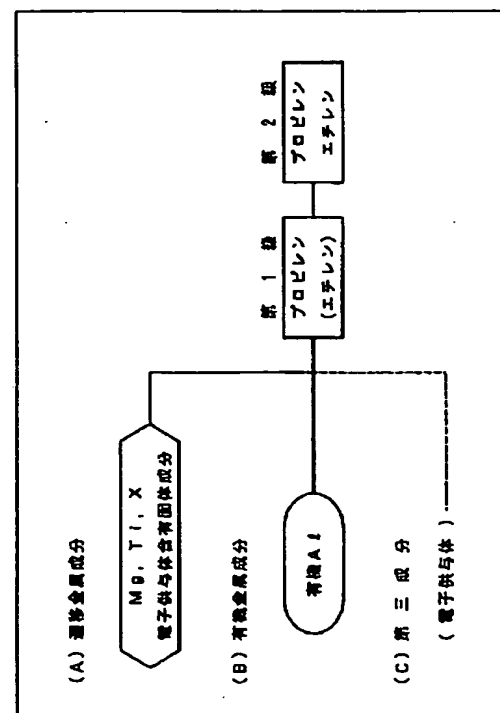 (A) 遷移金属成分
Mg, Ti, X
電子供与体含有固体成分
(B) 有機金属成分
有機Aℓ
(C) 第三成分
(電子供与体)
第1級
プロピレン
(エチレン)
第2級
プロピレン
エチレン